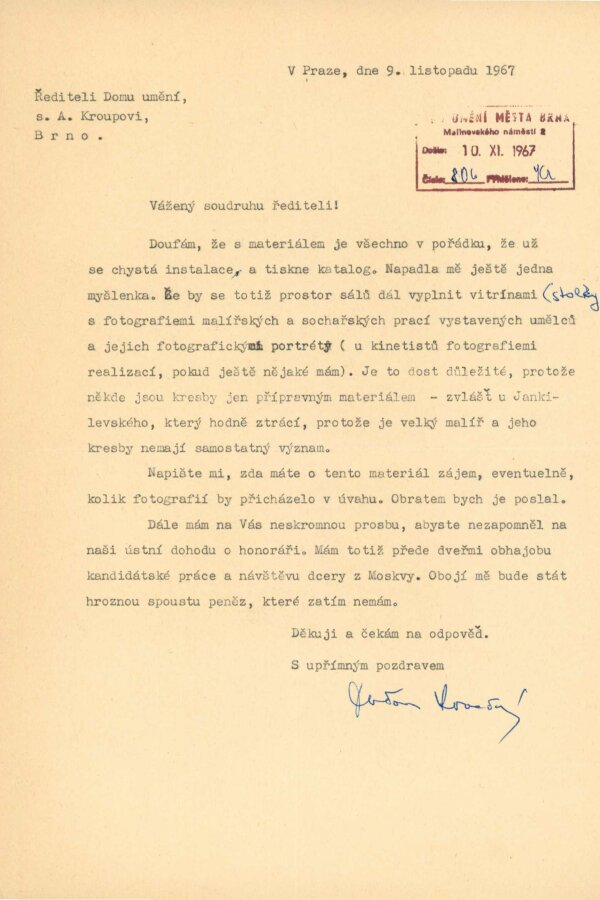 V Praze, dne 9. listopadu 1967
Řediteli Domu umění,
s. A. Kroupovi,
B r n o .
UMĚNÍ MĚSTA BRNA
Malinovského náměstí 2
Došlo: 10. XI. 1967
Číslo: 806 Přiděleno:
Vážený soudruhu řediteli!
Doufám, že s materiálem je všechno v pořádku, že už
se chystá instalace, a tiskne katalog. Napadla mě ještě jedna
myšlenka. Že by se totiž prostor sálů dál vyplnit vitrínami (stolky
s fotografiemi malířských a sochařských prací vystavených umělců
a jejich fotografickými portréty ( u kinetistů fotografiemi
realizací, pokud ještě nějaké mám). Je to dost důležité, protože
někde jsou kresby jen přípravným materiálem - zvlášť u Janki-
levského, který hodně ztrácí, protože je velký malíř a jeho
kresby nemají samostatný význam.
Napište mi, zda máte o tento materiál zájem, eventuelně,
kolik fotografií by přicházelo v úvahu. Obratem bych je poslal.
Dále mám na Vás neskromnou prosbu, abyste nezapomněl na
naši ústní dohodu o honoráři. Mám totiž přede dveřmi obhajobu
kandidátské práce a návštěvu dcery z Moskvy. Obojí mě bude stát
hroznou spoustu peněz, které zatím nemám.
Děkuji a čekám na odpověď.
S upřímným pozdravem